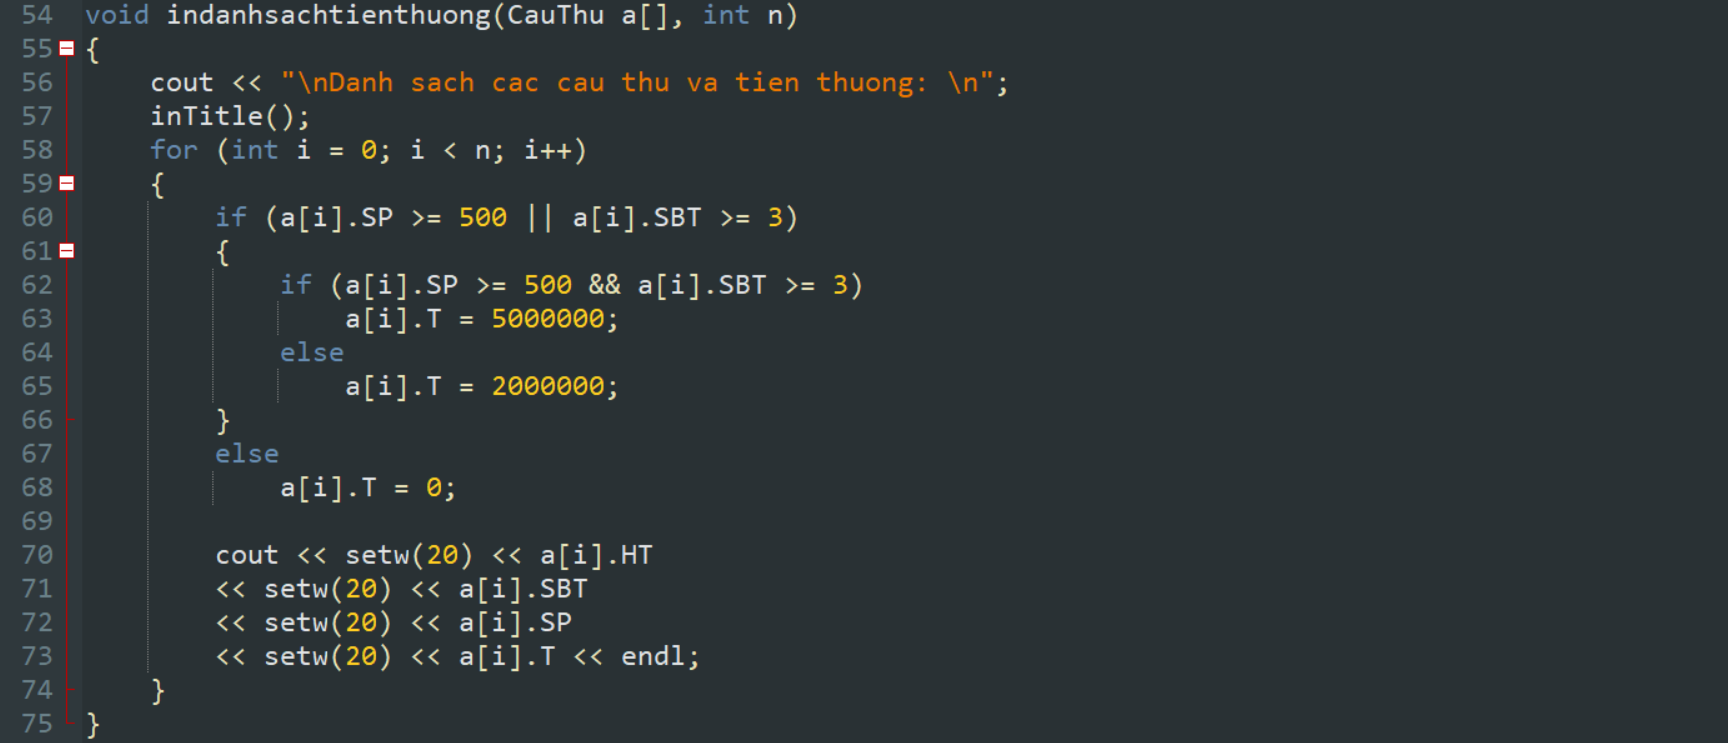 54 void indanhsachtienthuong(CauThu a[], int n)
55 {
56 cout << "\nDanh sach cac cau thu va tien thuong: \n";
57 inTitle();
58 for (int i = 0; i < n; i++)
59 {
60 if (a[i].SP >= 500 || a[i].SBT >= 3)
61 {
62 if (a[i].SP >= 500 && a[i].SBT >= 3)
63 a[i].T = 5000000;
64 else
65 a[i].T = 2000000;
66 }
67 else
68 a[i].T = 0;
69
70 cout << setw(20) << a[i].HT
71 << setw(20) << a[i].SBT
72 << setw(20) << a[i].SP
73 << setw(20) << a[i].T << endl;
74 }
75 }